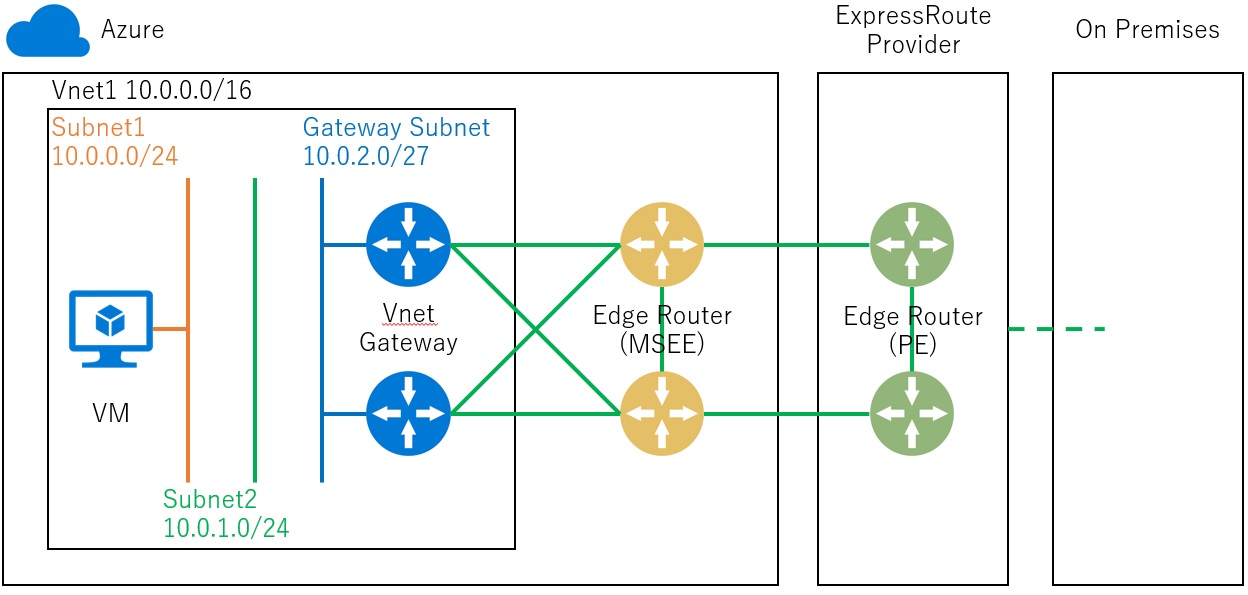 Azure
ExpressRoute
Provider
On Premises
Vnet1 10.0.0.0/16
Subnet1
10.0.0.0/24
Gateway Subnet
10.0.2.0/27
Vnet
Gateway
Edge Router
(MSEE)
Edge Router
(PE)
VM
Subnet2
10.0.1.0/24